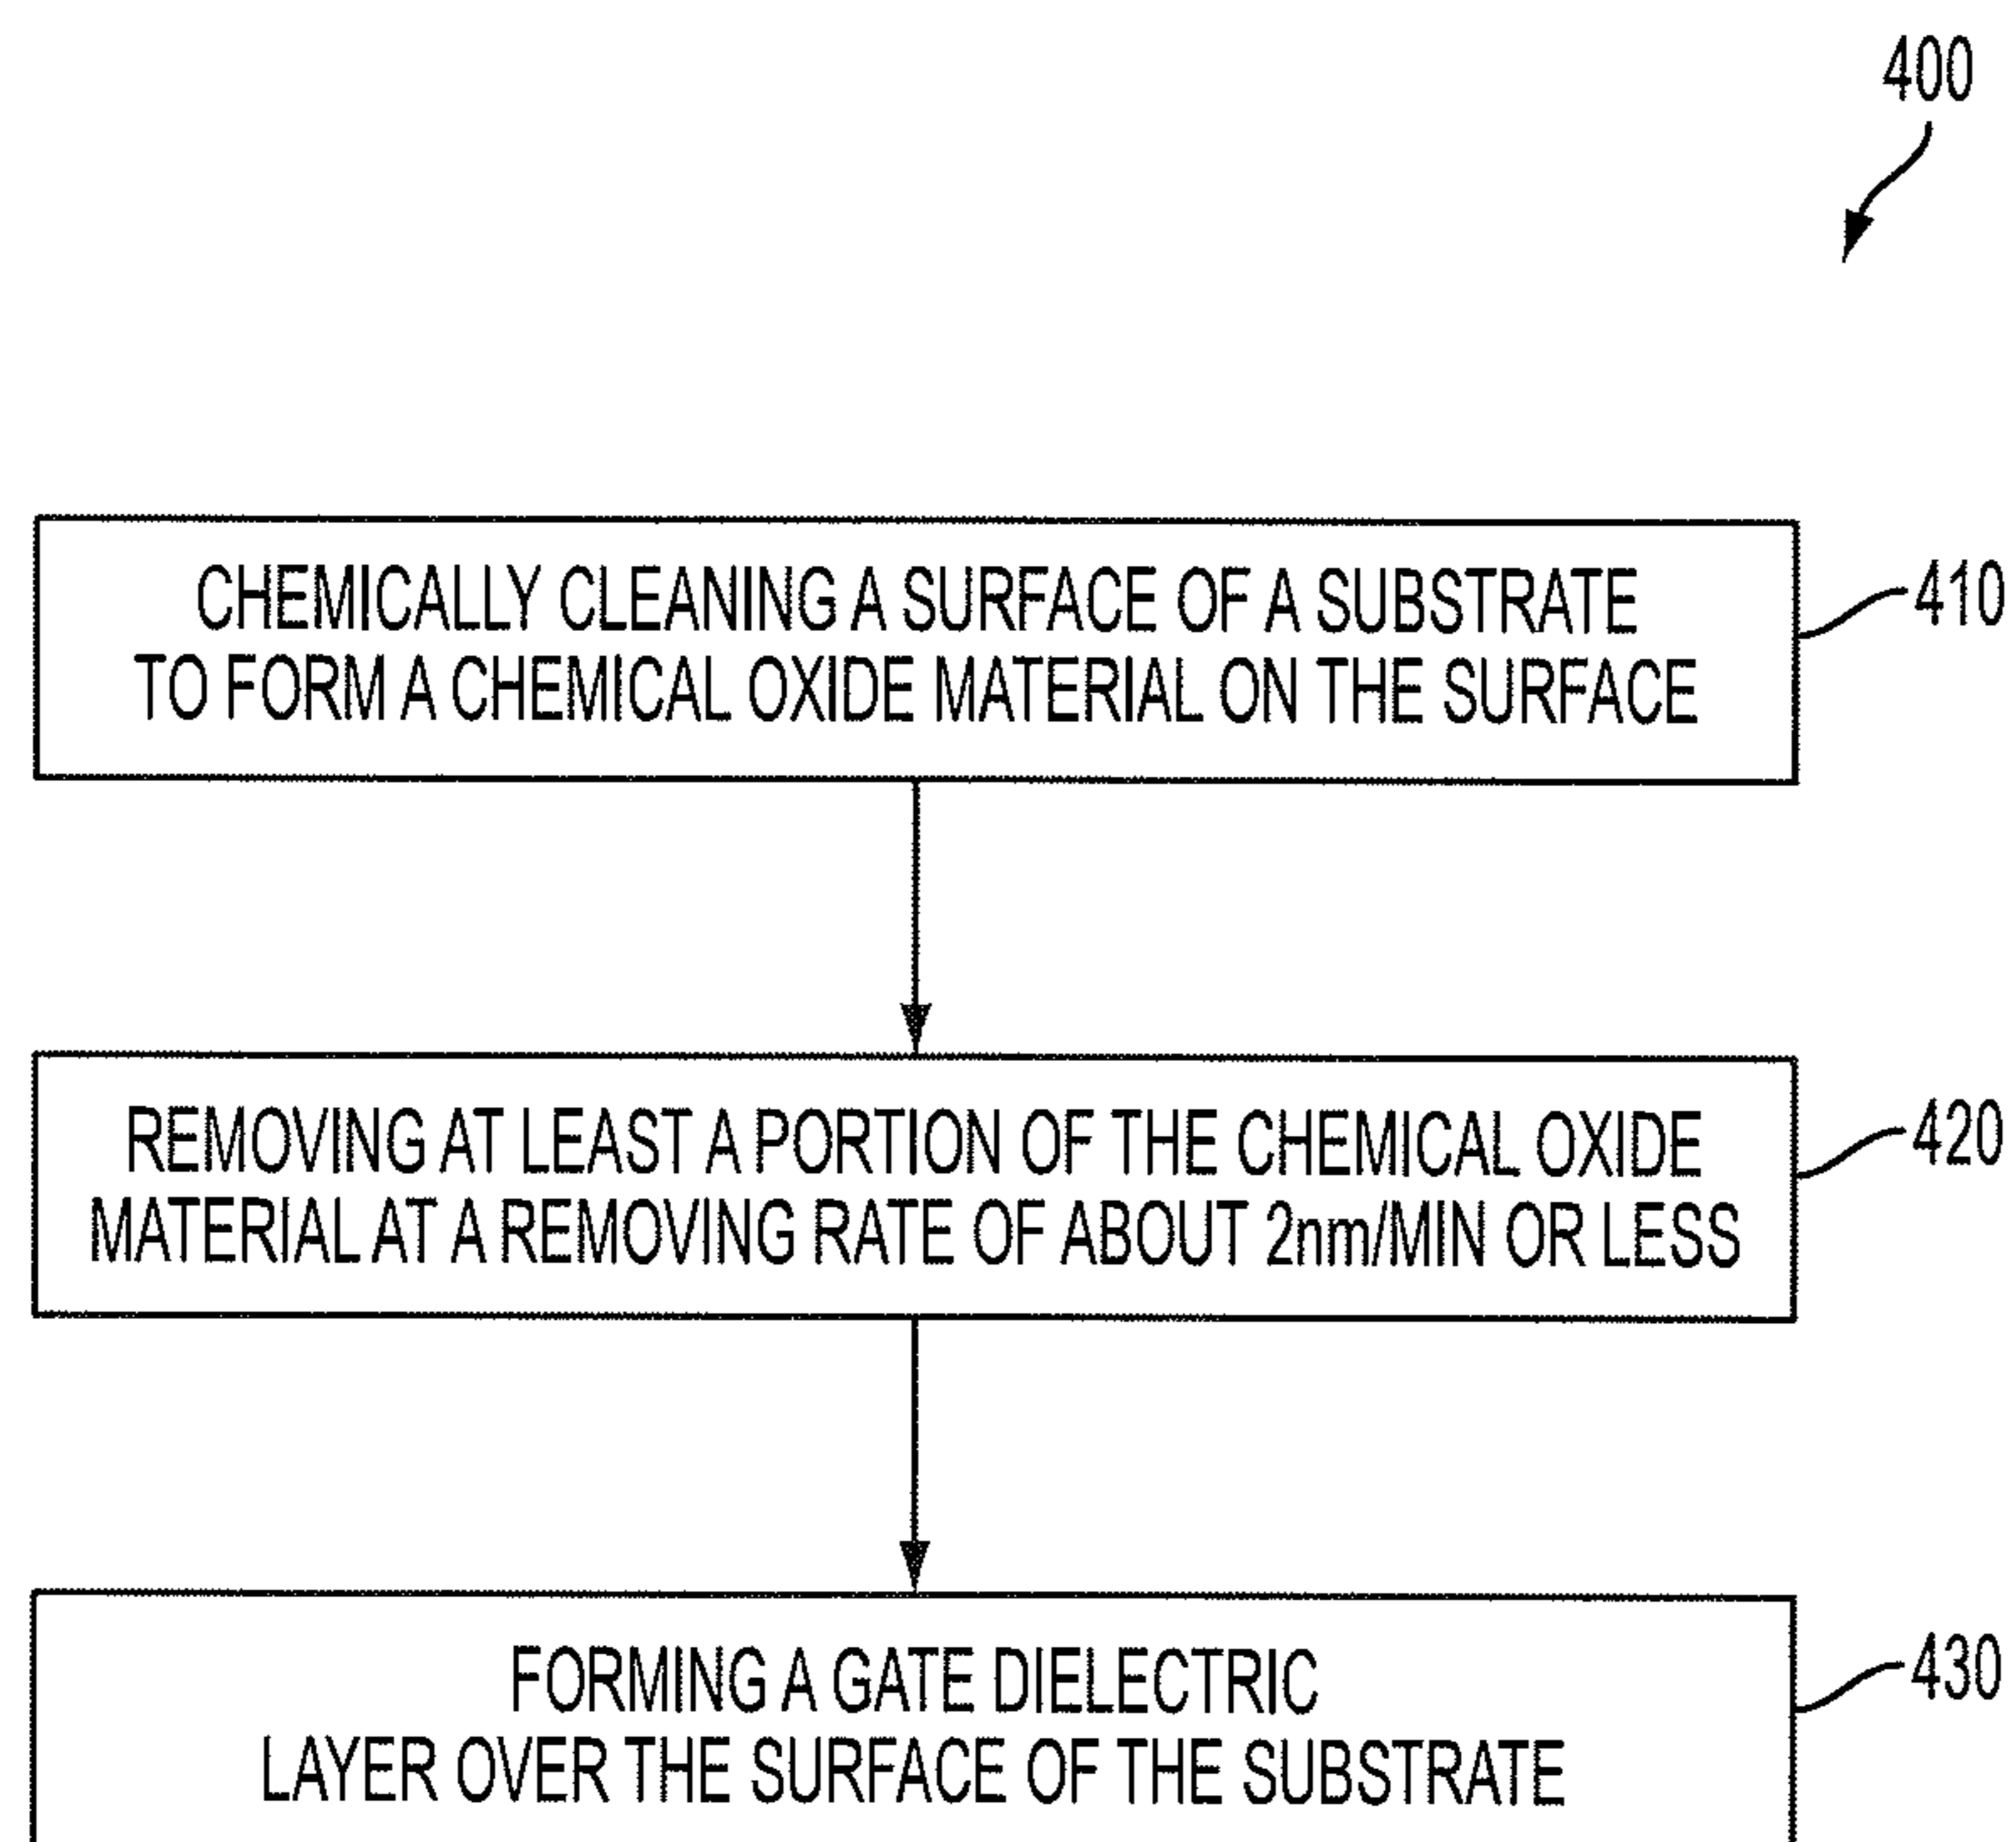 400
CHEMICALLY CLEANING A SURFACE OF A SUBSTRATE
TO FORM A CHEMICAL OXIDE MATERIAL ON THE SURFACE
410
REMOVING AT LEAST A PORTION OF THE CHEMICAL OXIDE
MATERIAL AT A REMOVING RATE OF ABOUT 2nm/MIN OR LESS
420
FORMING A GATE DIELECTRIC
LAYER OVER THE SURFACE OF THE SUBSTRATE
430